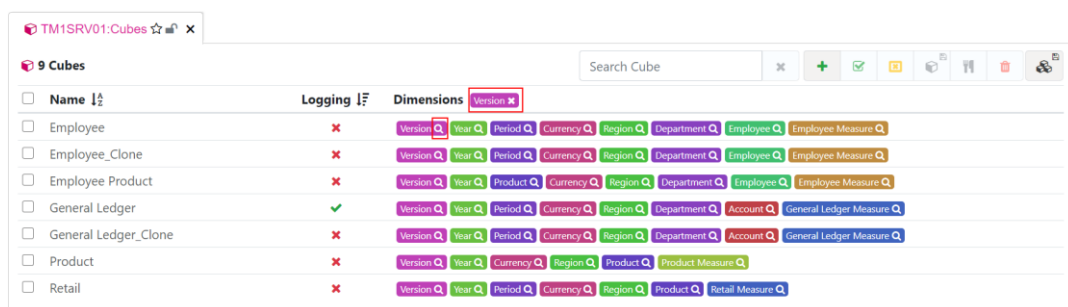 TM1SRV01:Cubes
9 Cubes Search Cube
Name Logging Dimensions Version
Employee Version Year Period Currency Region Department Employee Employee Measure
Employee_Clone Version Year Period Currency Region Department Employee Employee Measure
Employee Product Version Year Product Currency Region Department Employee Employee Measure
General Ledger Version Year Period Currency Region Department Account General Ledger Measure
General Ledger_Clone Version Year Period Currency Region Department Account General Ledger Measure
Product Version Year Currency Region Product Product Measure
Retail Version Year Period Currency Region Product Retail Measure